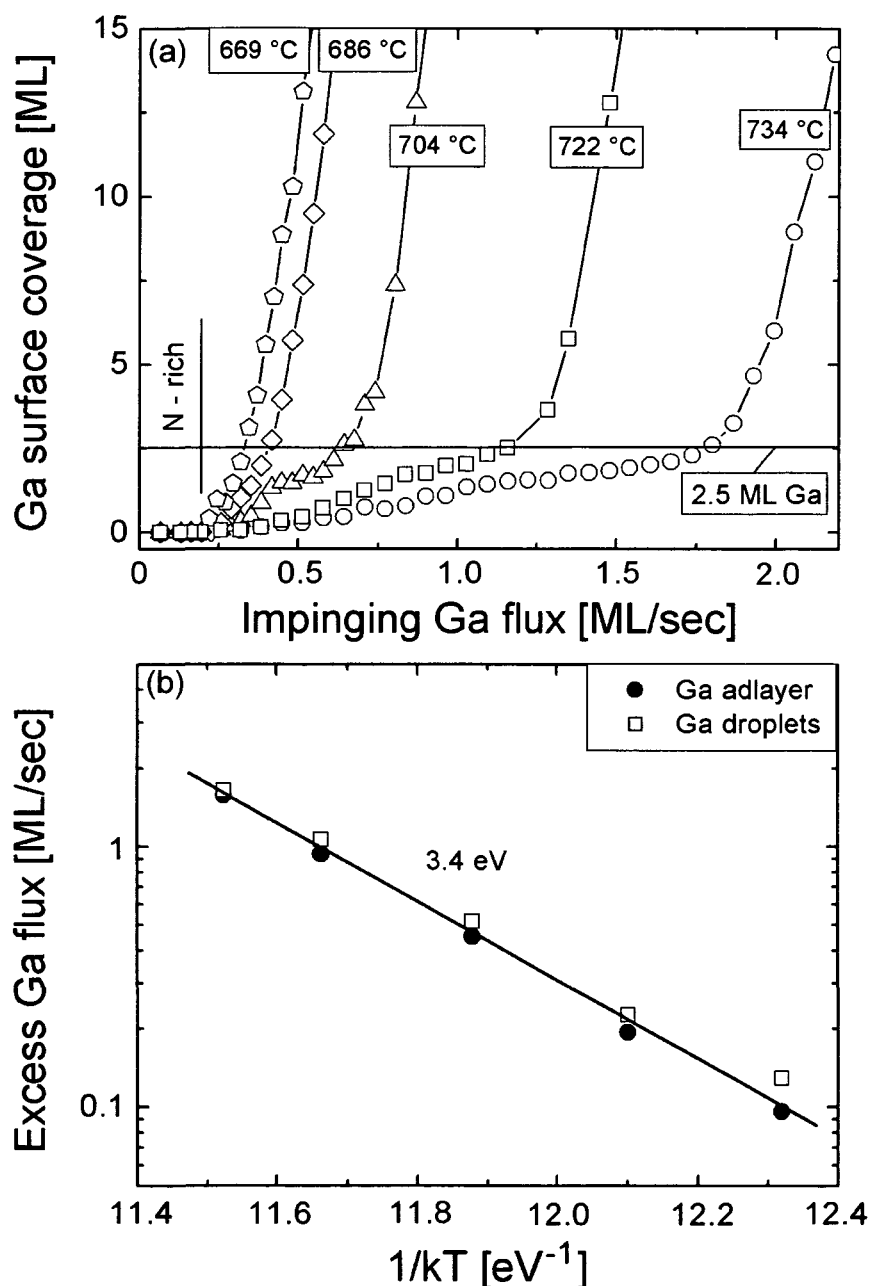 (a)
669 °C
686 °C
704 °C
722 °C
734 °C
15
10
5
0
Ga surface coverage [ML]
N - rich
2.5 ML Ga
0
0.5
1.0
1.5
2.0
Impinging Ga flux [ML/sec]
(b)
Ga adlayer
Ga droplets
1
0.1
Excess Ga flux [ML/sec]
3.4 eV
11.4
11.6
11.8
12.0
12.2
12.4
1/kT [eV⁻¹]